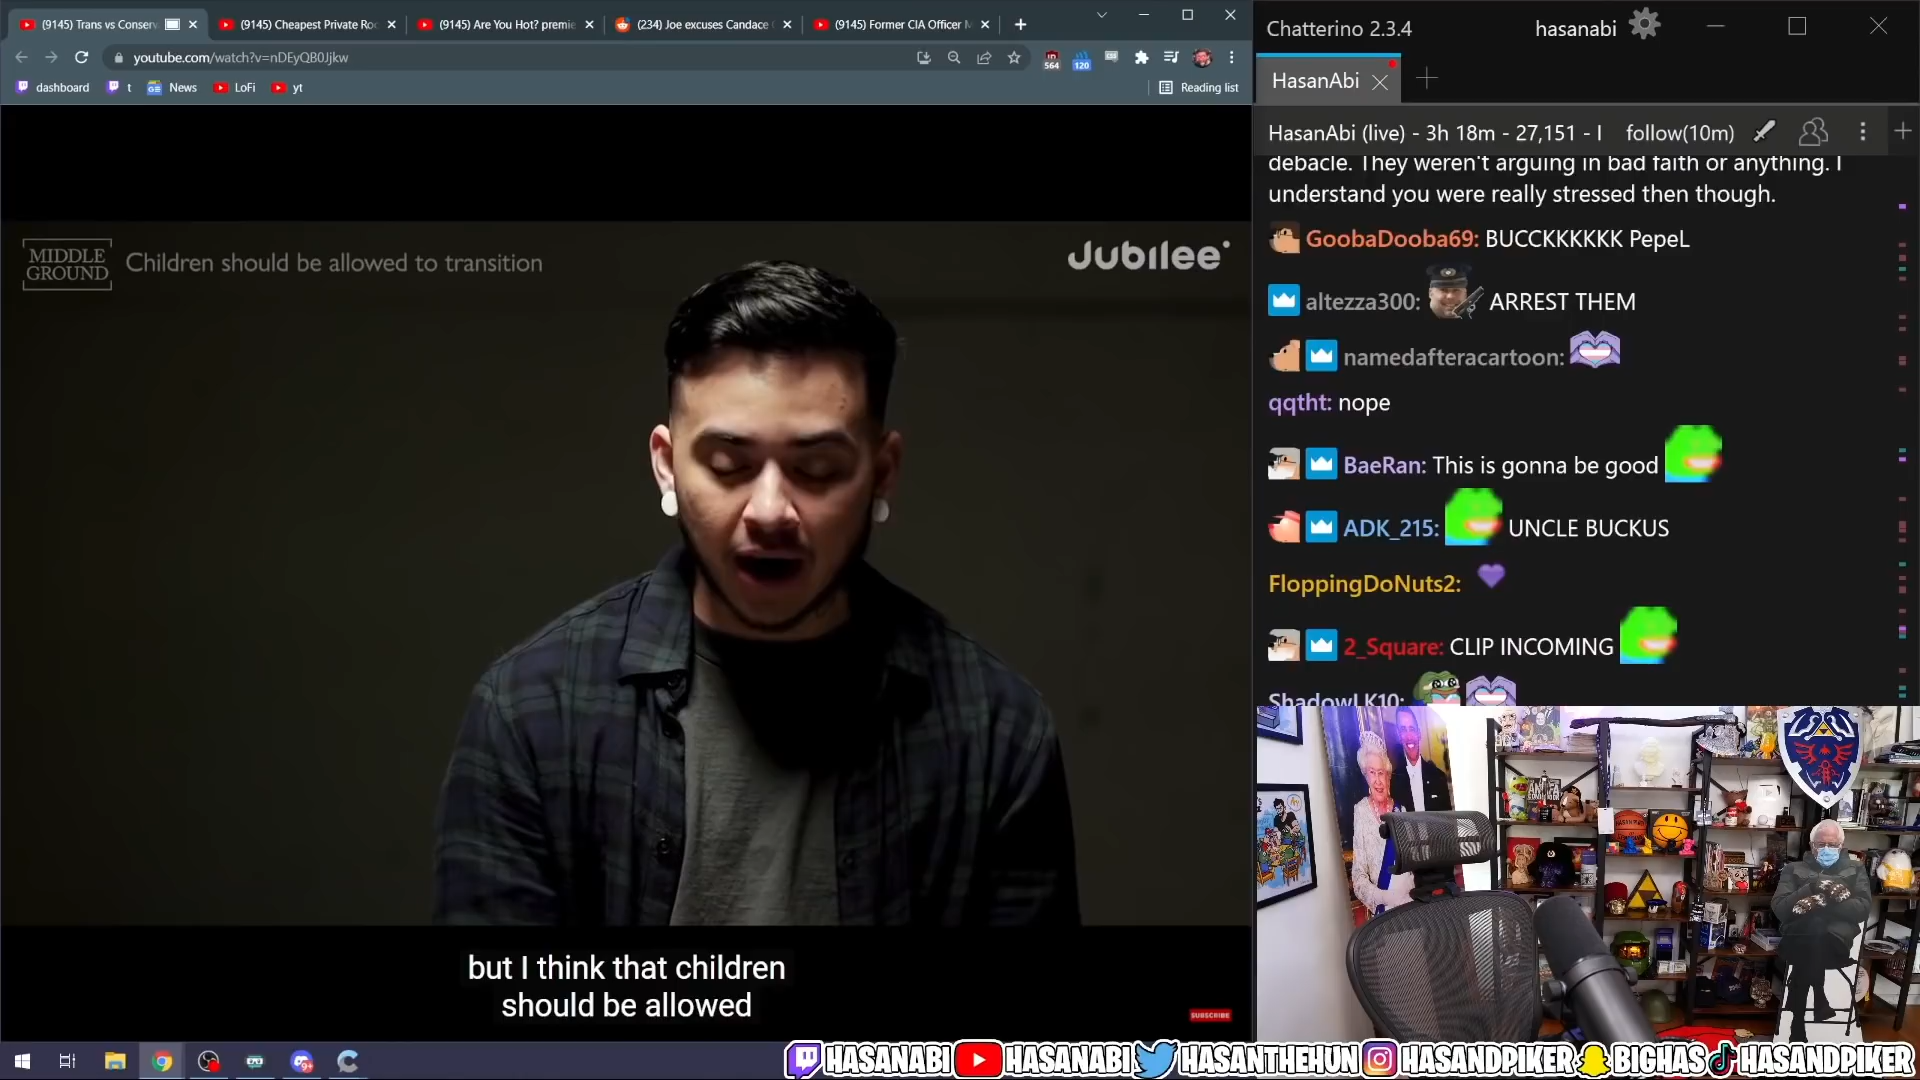 (9145) Trans vs Conserv
(9145) Cheapest Private Roo
(9145) Are You Hot? premie
(234) Joe excuses Candace
(9145) Former CIA Officer
youtube.com/watch?v=nDEyQB0Jjkw
564
120
dashboard
t
News
LoFi
yt
Reading list
MIDDLE
GROUND
Children should be allowed to transition
Jubilee
but I think that children
should be allowed
SUBSCRIBE
Chatterino 2.3.4
hasanabi
HasanAbi
HasanAbi (live) - 3h 18m - 27,151 - I
follow(10m)
debacle. They weren't arguing in bad faith or anything. I
understand you were really stressed then though.
GoobaDooba69: BUCCKKKKKK PepeL
altezza300: ARREST THEM
namedafteracartoon:
qqtht: nope
BaeRan: This is gonna be good
ADK_215: UNCLE BUCKUS
FloppingDoNuts2:
2_Square: CLIP INCOMING
ShadowLK10:
HASANABI HASANABI HASANTHEHUN HASANDPIKER BIGHAS HASANDPIKER